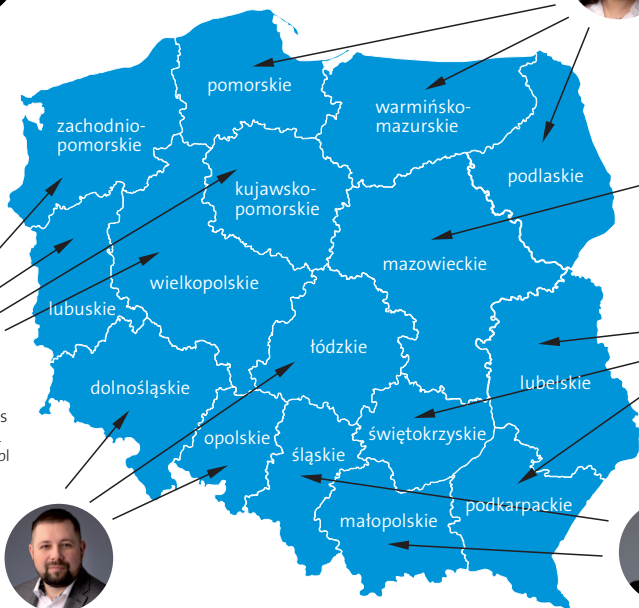 pomorskie
warmińsko-
mazurskie
zachodnio-
pomorskie
podlaskie
kujawsko-
pomorskie
mazowieckie
wielkopolskie
lubuskie
łódzkie
dolnośląskie
lubelskie
s
opolskie
świętokrzyskie
śląskie
pl
podkarpackie
małopolskie